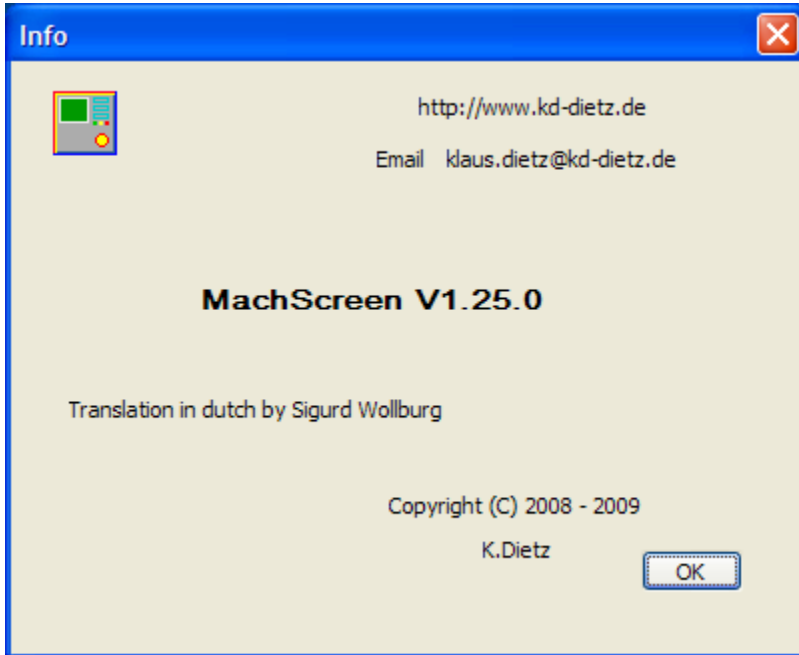 Info
http://www.kd-dietz.de
Email klaus.dietz@kd-dietz.de
MachScreen V1.25.0
Translation in dutch by Sigurd Wollburg
Copyright (C) 2008 - 2009
K.Dietz
OK